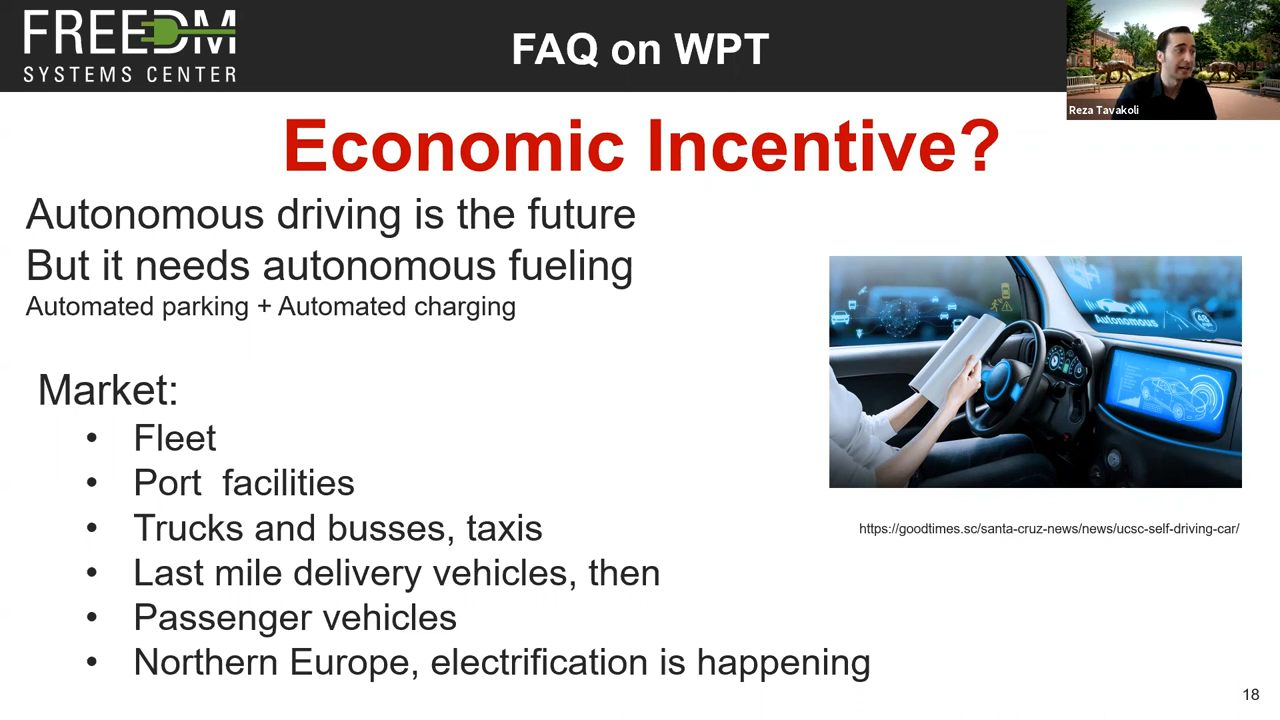 FREEDM
SYSTEMS CENTER
FAQ on WPT
Reza Tavakoli
Economic Incentive?
Autonomous driving is the future
But it needs autonomous fueling
Automated parking + Automated charging
Autonomous
Market:
• Fleet
• Port facilities
• Trucks and busses, taxis
https://goodtimes.sc/santa-cruz-news/news/ucsc-self-driving-car/
• Last mile delivery vehicles, then
• Passenger vehicles
• Northern Europe, electrification is happening
18